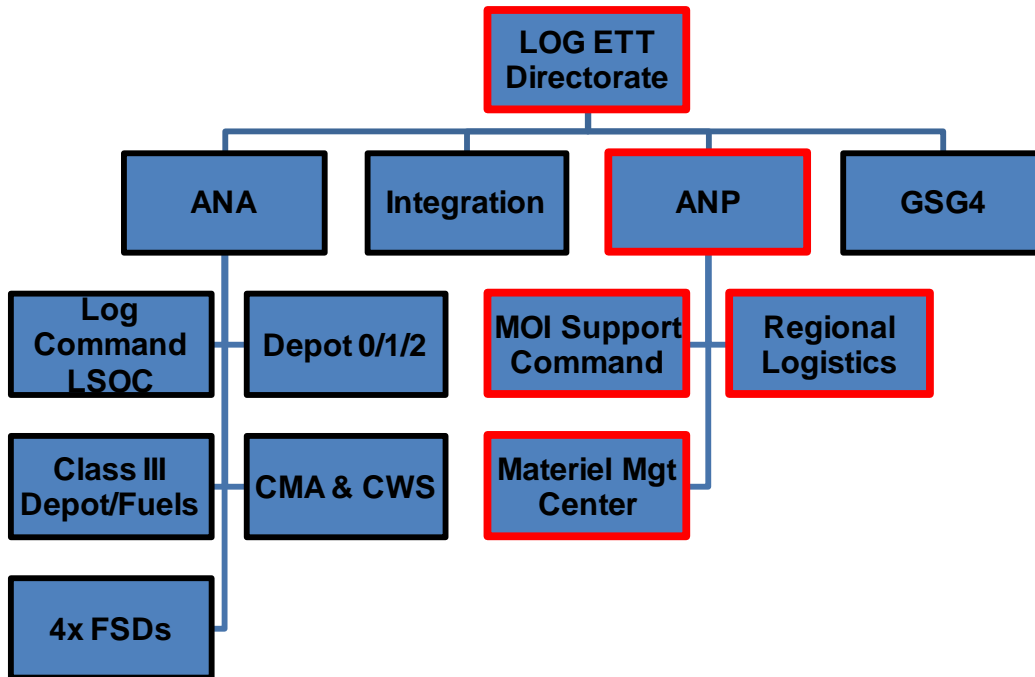 LOG ETT
Directorate
ANA
Integration
ANP
GSG4
Log
Command
LSOC
Depot 0/1/2
MOI Support
Command
Regional
Logistics
Class III
Depot/Fuels
CMA & CWS
Materiel Mgt
Center
4x FSDs